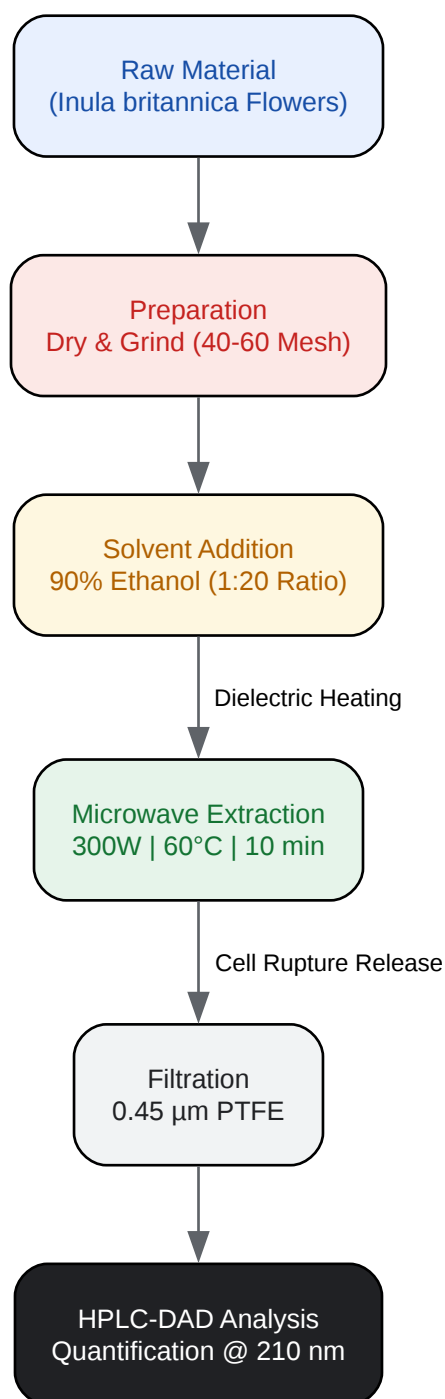 Raw Material
(Inula britannica Flowers)
Preparation
Dry & Grind (40-60 Mesh)
Solvent Addition
90% Ethanol (1:20 Ratio)
Dielectric Heating
Microwave Extraction
300W | 60°C | 10 min
Cell Rupture Release
Filtration
0.45 µm PTFE
HPLC-DAD Analysis
Quantification @ 210 nm